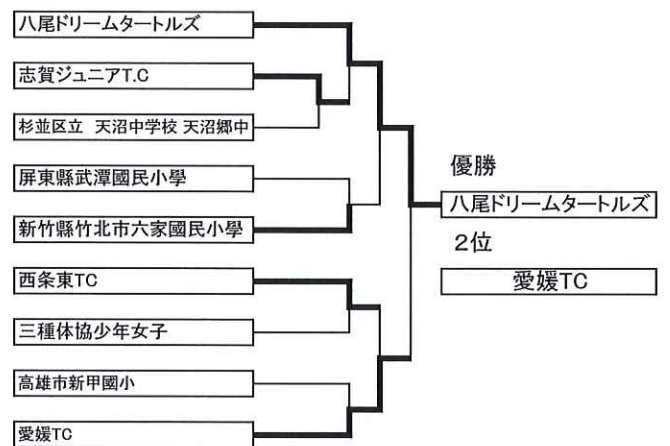 八尾ドリームタートルズ
志賀ジュニアT.C
杉並区立 天沼中学校 天沼郷中
屏東縣武潭國民小學
新竹縣竹北市六家國民小學
西条東TC
三種体協少年女子
高雄市新甲國小
愛媛TC
優勝
八尾ドリームタートルズ
2位
愛媛TC